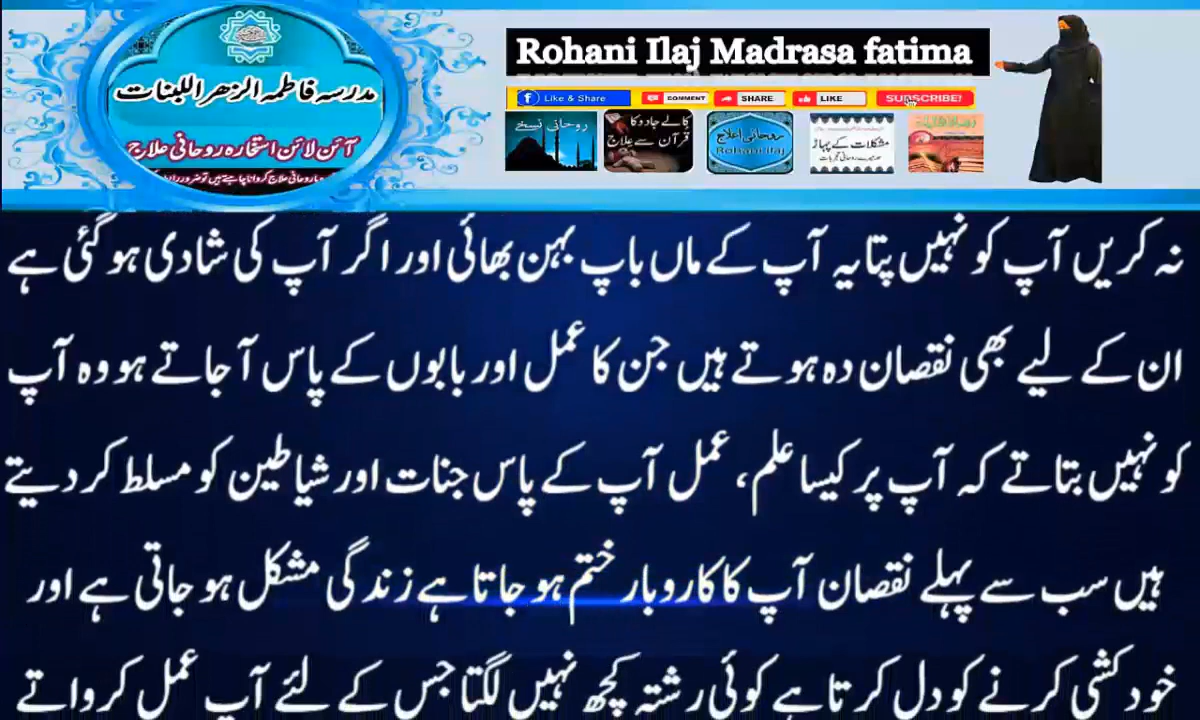 مدرسہ فاطمہ الزھرا للبنات
آئن لائن استخارہ روحانی علاج
Rohani Ilaj Madrasa fatima
Like & Share
COMMENT
SHARE
LIKE
SUBSCRIBE!
روحانی نسخے
کالے جادو کا
قرآن سے علاج
روحانی اعلاج
Rohani ilaj
مشکلات کے پہاڑ
نہ کریں آپ کو نہیں پتا یہ آپ کے ماں باپ بہن بھائی اور اگر آپ کی شادی ہو گئی ہے
ان کے لیے بھی نقصان دہ ہوتے ہیں جن کا عمل اور بابوں کے پاس آ جاتے ہو وہ آپ
کو نہیں بتاتے کہ آپ پر کیسا علم، عمل آپ کے پاس جنات اور شیاطین کو مسلط کر دیتے
ہیں سب سے پہلے نقصان آپ کا کاروبار ختم ہو جاتا ہے زندگی مشکل ہو جاتی ہے اور
خود کشی کرنے کو دل کرتا ہے کوئی رشتہ کچھ نہیں لگتا جس کے لئے آپ عمل کرواتے